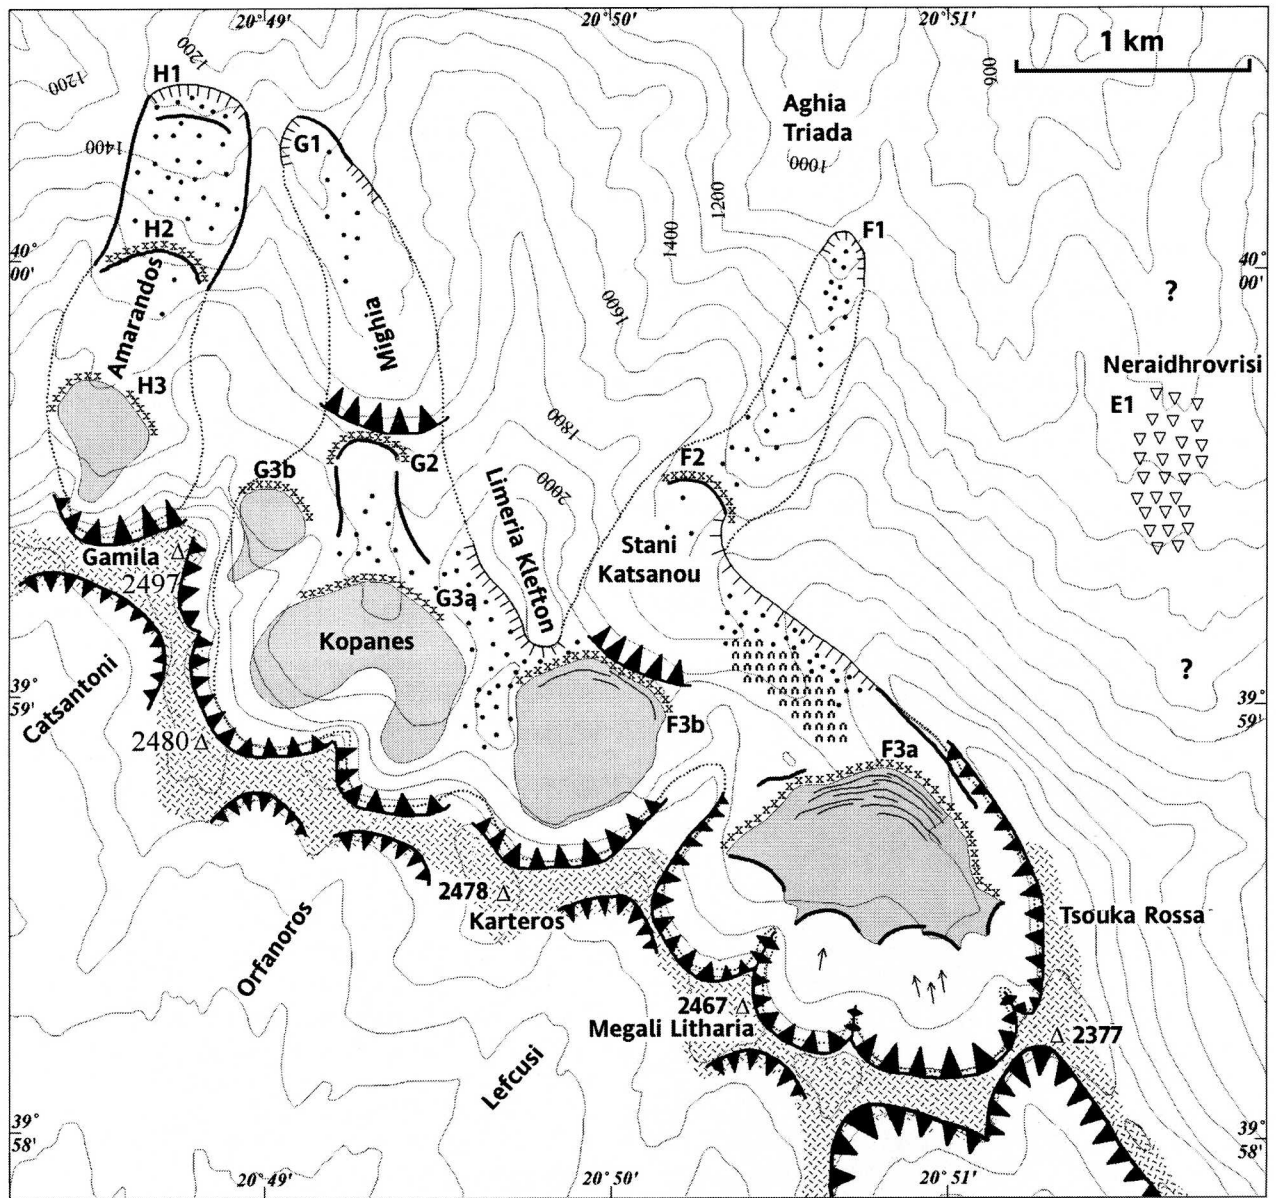 20°49'
20°50'
20°51'
1 km
1200
1200
H1
900
Aghia
Triada
1400
G1
1000
1200
1400
H2
F1
40°
00'
40°
00'
Amarandos
Mighia
1600
?
Neraidhrovrisi
E1
H3
1800
G2
F2
G3b
2000
Limeria Klefton
Stani
Katsanou
Gamila
2497
G3a
Kopanes
39°
59'
39°
59'
?
Catsantoni
2480
F3b
F3a
2478
Karteros
Tsouka Rossa
Orfanoros
2467
Megali Litharia
2377
Lefcusi
39°
58'
39°
58'
20°49'
20°50'
20°51'